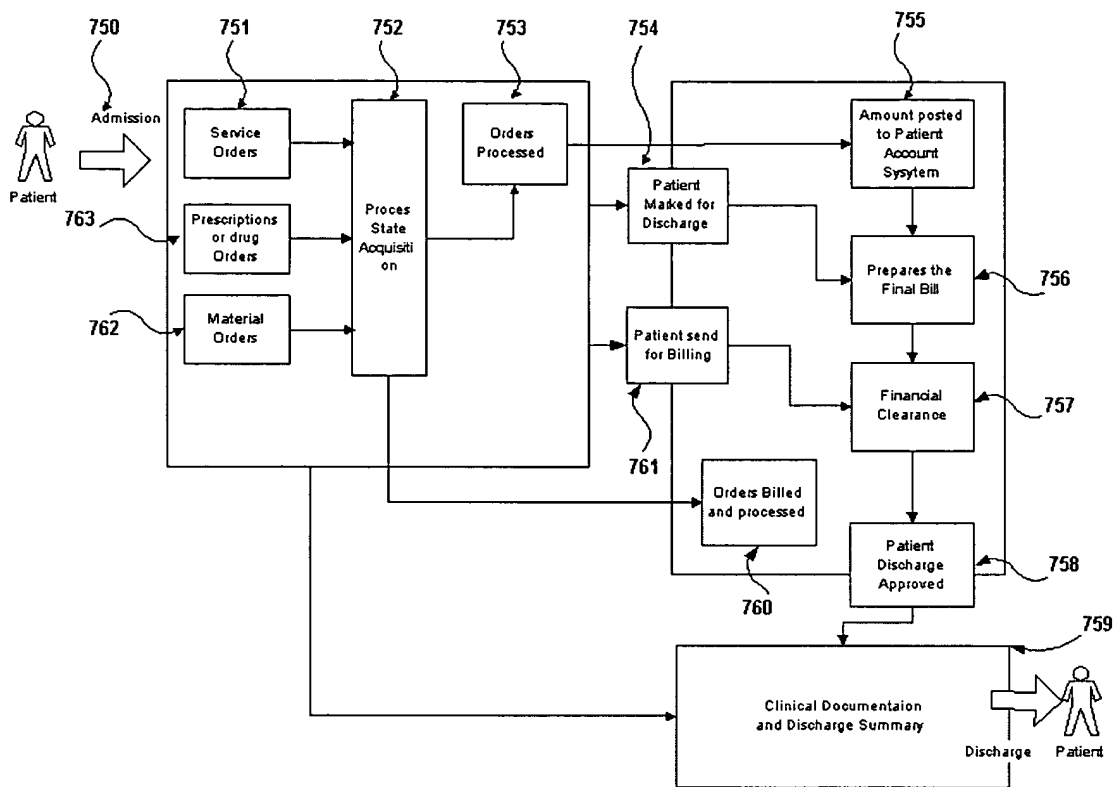 750
751
752
753
754
755
Admission
Patient
Service
Orders
Orders
Processed
Amount posted
to Patient
Account
Sysytem
763
Prescriptions
or drug
Orders
Proces
State
Acquisiti
on
Patient
Marked for
Discharge
Prepares the
Final Bill
756
762
Material
Orders
Patient send
for Billing
Financial
Clearance
757
761
Orders Billed
and processed
760
Patient
Discharge
Approved
758
759
Clinical Documentaion
and Discharge Summary
Discharge
Patient